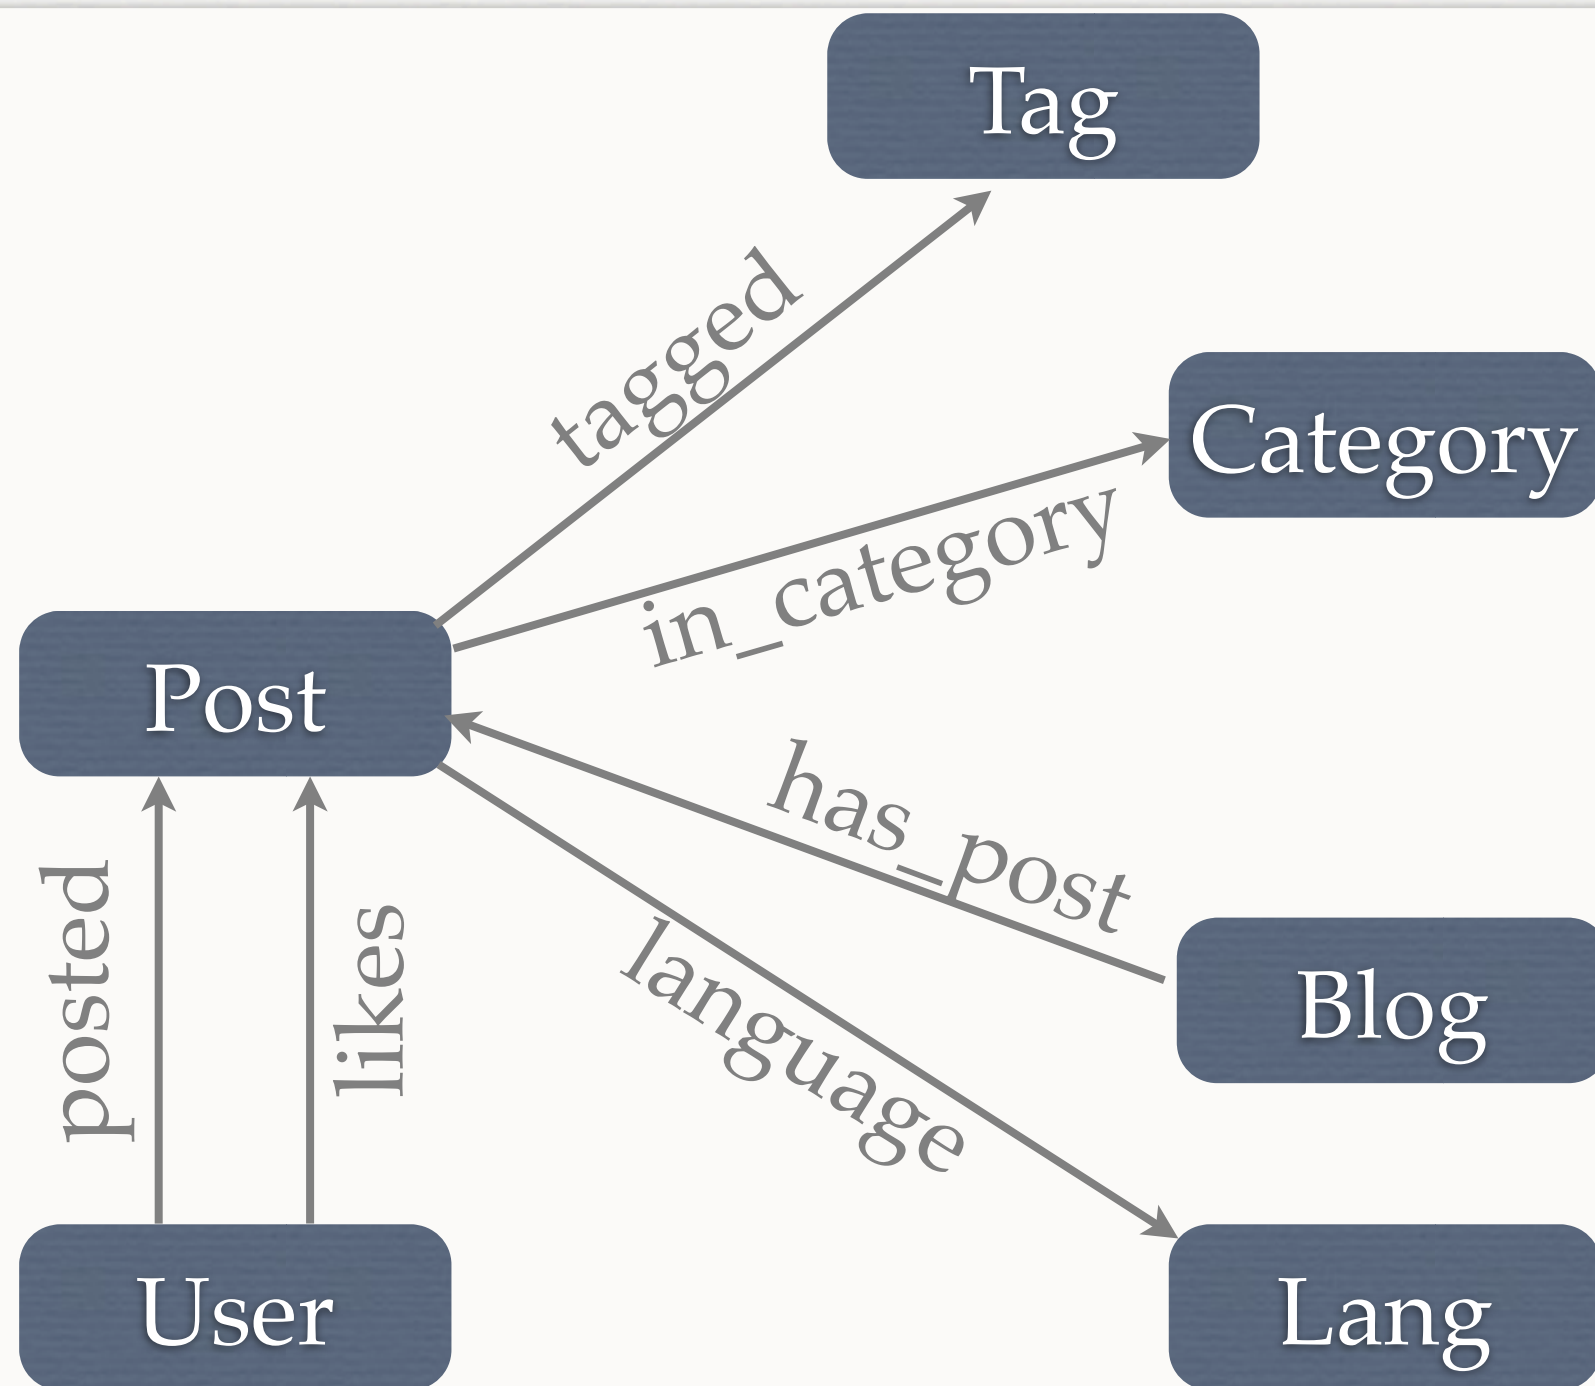 Tag
tagged
Category
in_category
Post
has_post
posted
likes
language
Blog
User
Lang